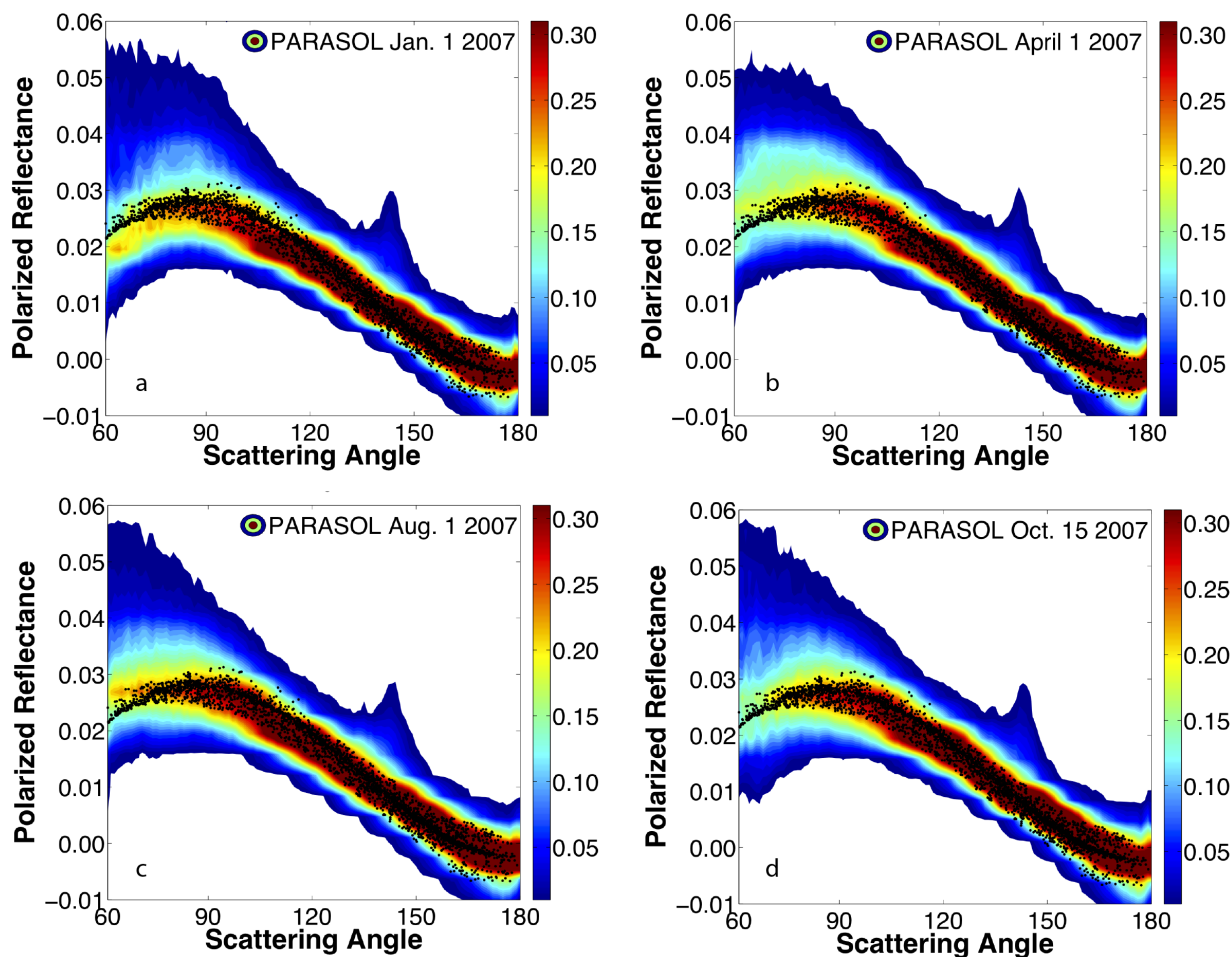 PARASOL Jan. 1 2007
Polarized Reflectance
0.06
0.05
0.04
0.03
0.02
0.01
0.00
−0.01
a
60 90 120 150 180
Scattering Angle
0.30
0.25
0.20
0.15
0.10
0.05
PARASOL April 1 2007
Polarized Reflectance
0.06
0.05
0.04
0.03
0.02
0.01
0.00
−0.01
b
60 90 120 150 180
Scattering Angle
0.30
0.25
0.20
0.15
0.10
0.05
PARASOL Aug. 1 2007
Polarized Reflectance
0.06
0.05
0.04
0.03
0.02
0.01
0.00
−0.01
c
60 90 120 150 180
Scattering Angle
0.30
0.25
0.20
0.15
0.10
0.05
PARASOL Oct. 15 2007
Polarized Reflectance
0.06
0.05
0.04
0.03
0.02
0.01
0.00
−0.01
d
60 90 120 150 180
Scattering Angle
0.30
0.25
0.20
0.15
0.10
0.05